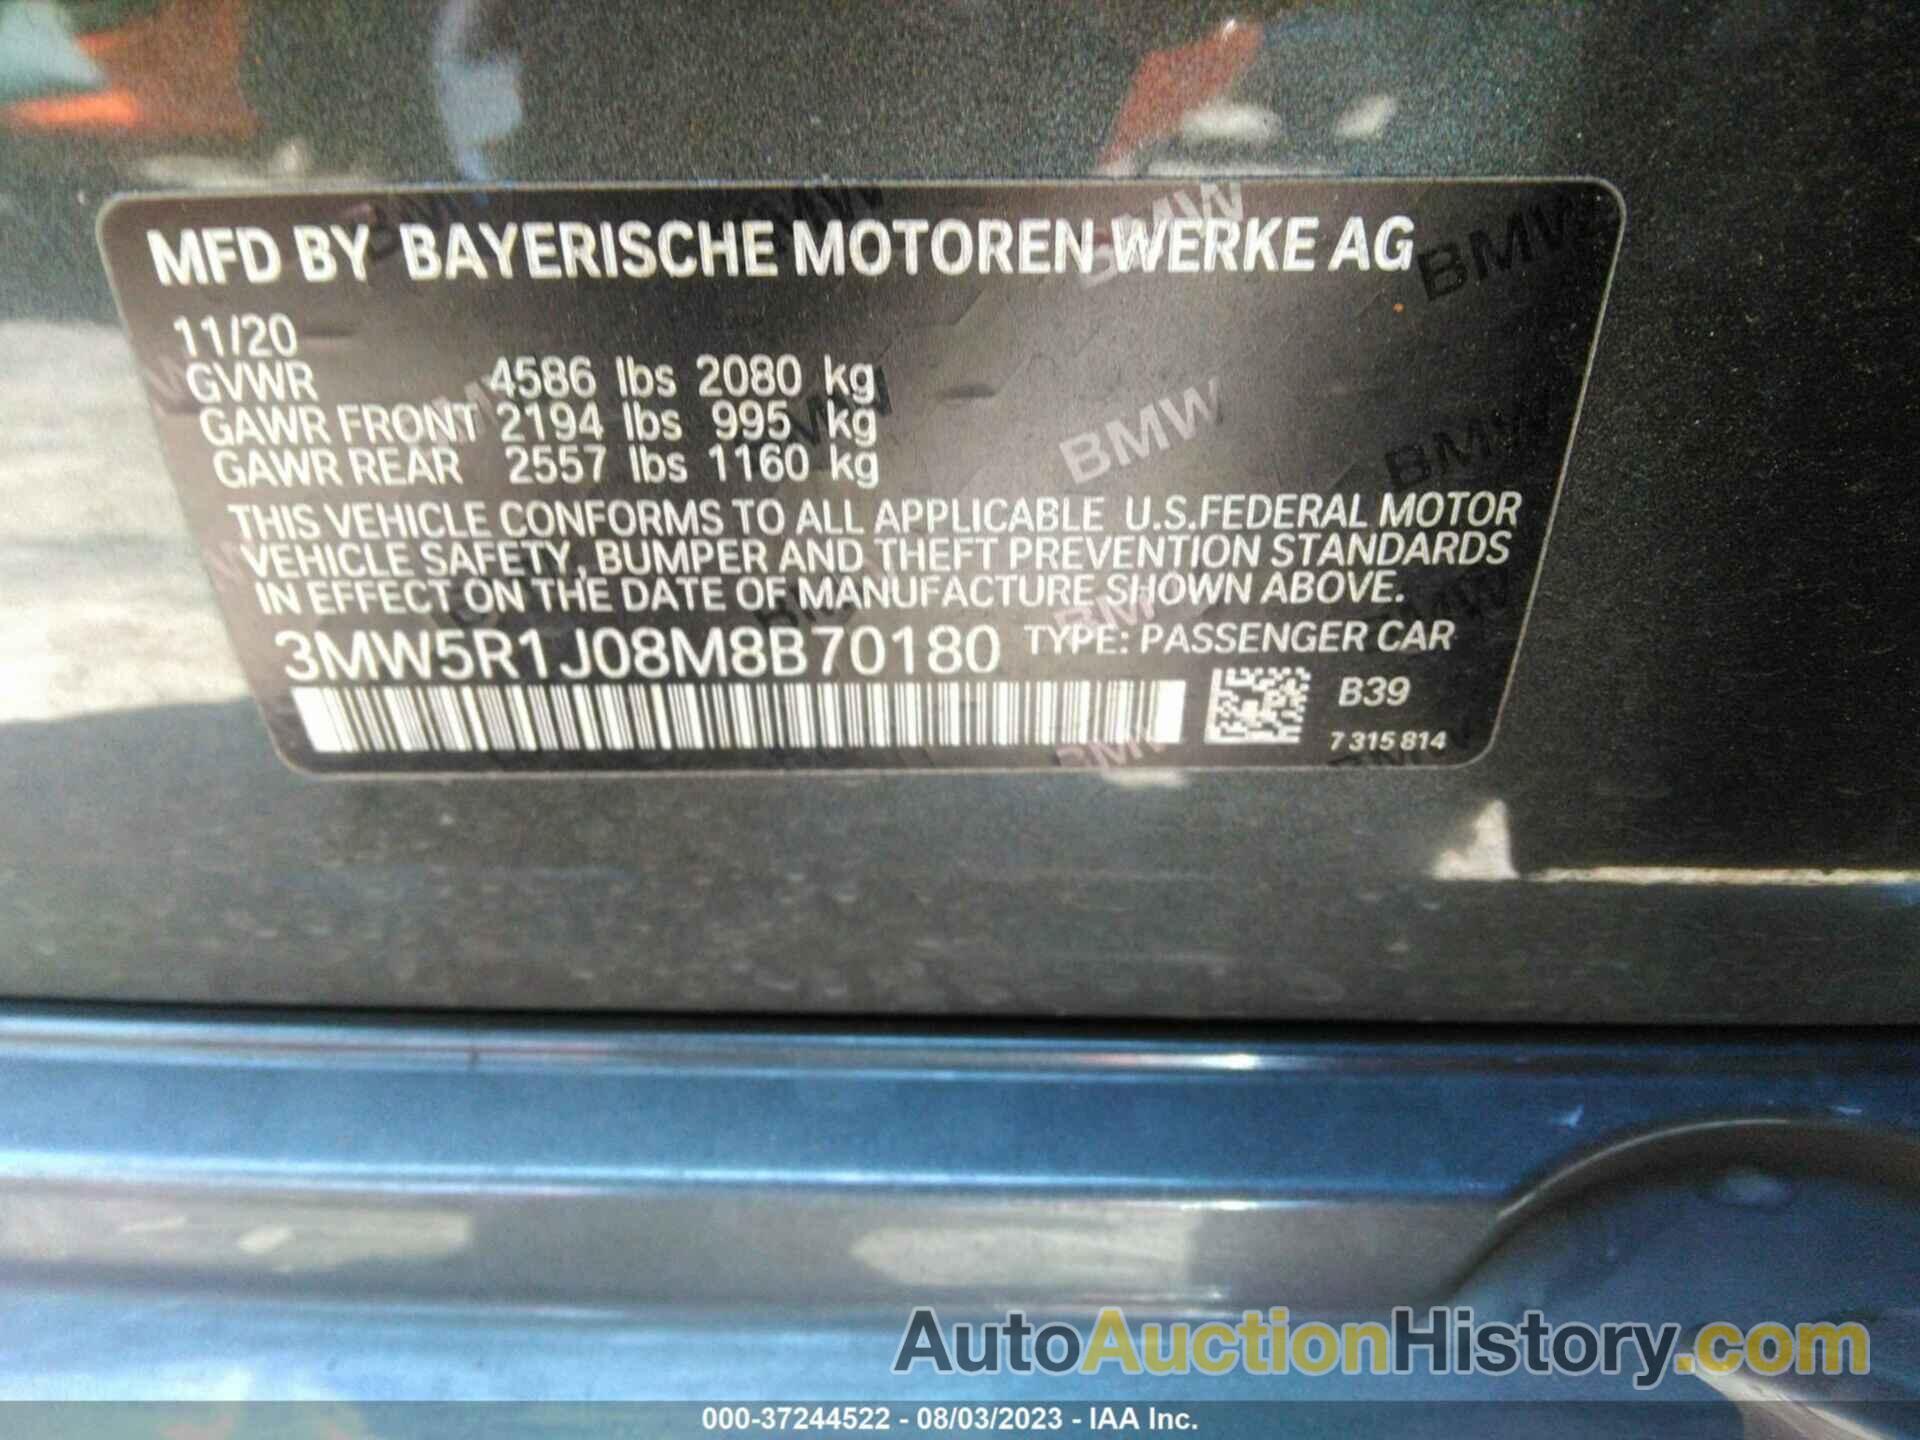 MFD BY BAYERISCHE MOTOREN WERKE AG
11/20
GVWR 4586 lbs 2080 kg
GAWR FRONT 2194 lbs 995 kg
GAWR REAR 2557 lbs 1160 kg
THIS VEHICLE CONFORMS TO ALL APPLICABLE U.S.FEDERAL MOTOR
VEHICLE SAFETY, BUMPER AND THEFT PREVENTION STANDARDS
IN EFFECT ON THE DATE OF MANUFACTURE SHOWN ABOVE.
3MW5R1J08M8B70180 TYPE: PASSENGER CAR
B39
7 315 814
AutoAuctionHistory.com
000-37244522 - 08/03/2023 - IAA Inc.